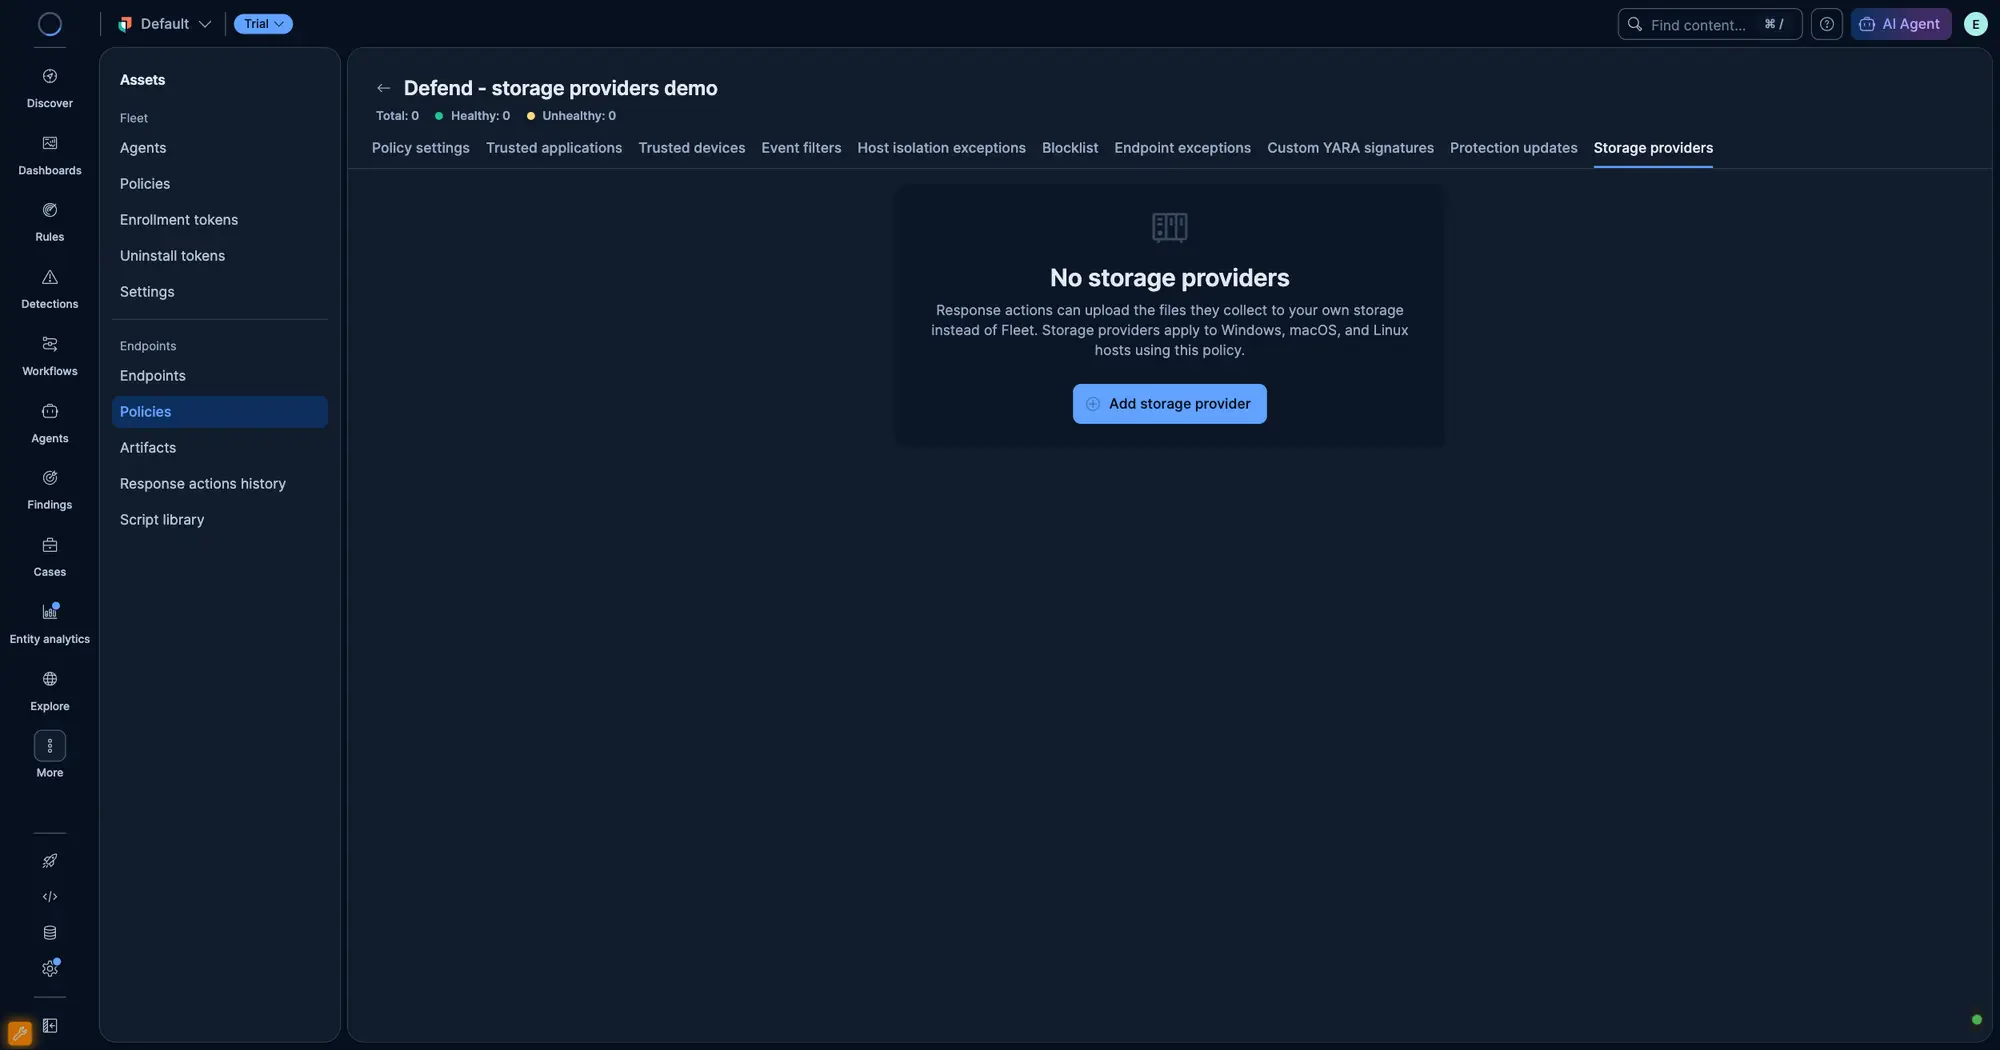 Default
Trial
Find content...
⌘ /
AI Agent
E
Discover
Dashboards
Rules
Detections
Workflows
Agents
Findings
Cases
Entity analytics
Explore
More
Assets
Fleet
Agents
Policies
Enrollment tokens
Uninstall tokens
Settings
Endpoints
Endpoints
Policies
Artifacts
Response actions history
Script library
Defend - storage providers demo
Total: 0 Healthy: 0 Unhealthy: 0
Policy settings Trusted applications Trusted devices Event filters Host isolation exceptions Blocklist Endpoint exceptions Custom YARA signatures Protection updates Storage providers
No storage providers
Response actions can upload the files they collect to your own storage
instead of Fleet. Storage providers apply to Windows, macOS, and Linux
hosts using this policy.
Add storage provider